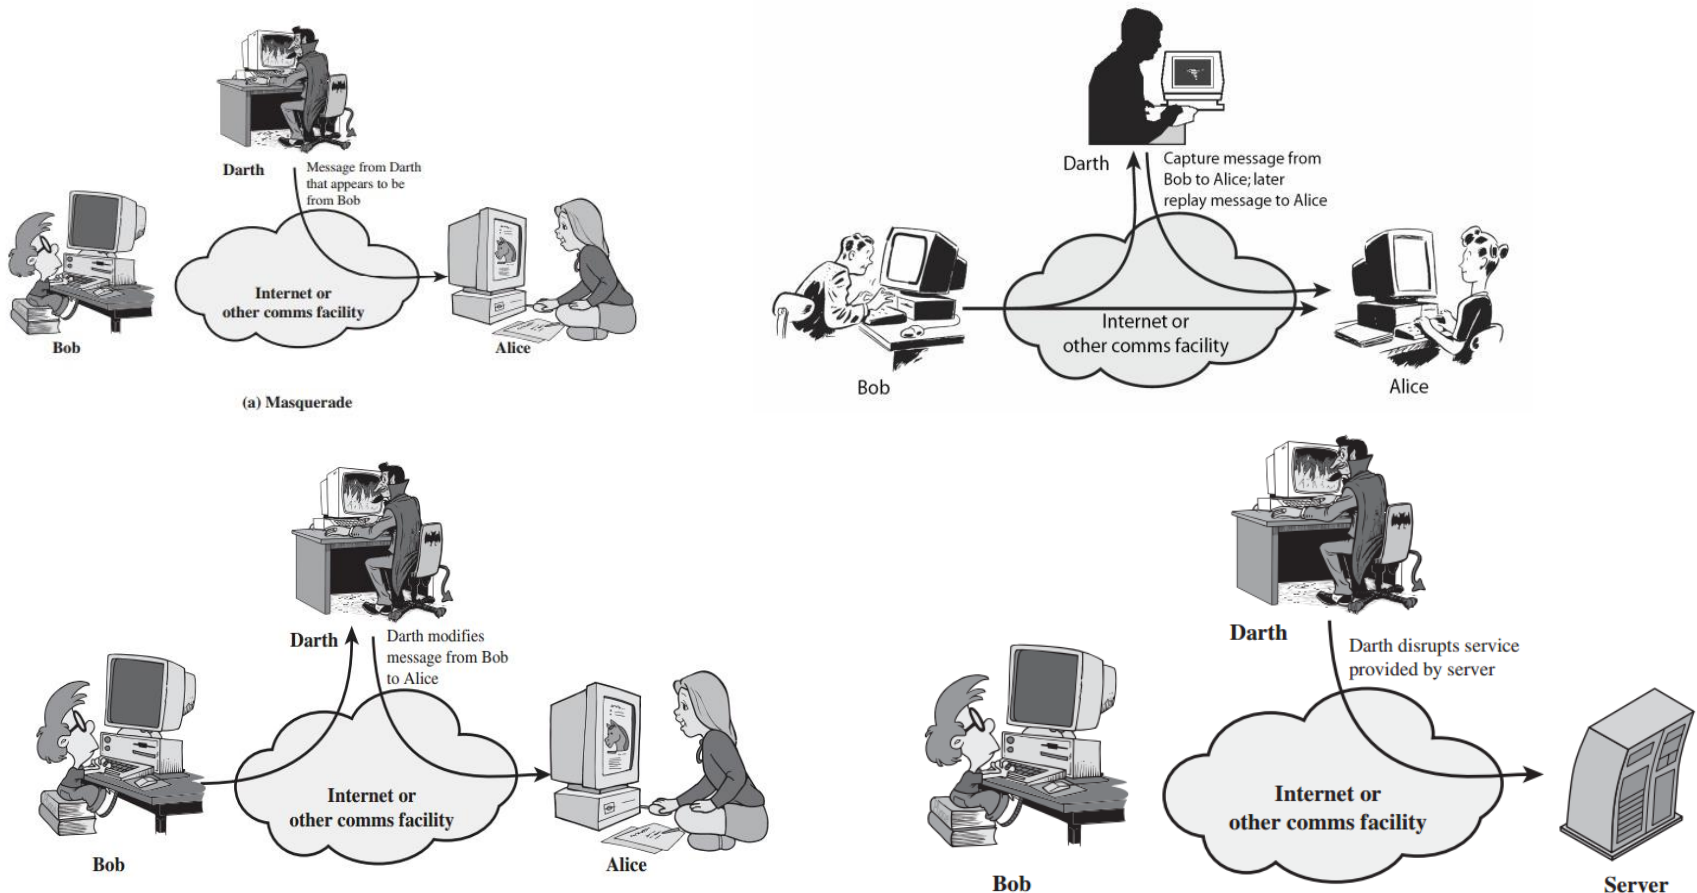 Darth
Message from Darth
that appears to be
from Bob
Internet or
other comms facility
Bob
Alice
(a) Masquerade
Darth
Capture message from
Bob to Alice; later
replay message to Alice
Internet or
other comms facility
Bob
Alice
Darth
Darth modifies
message from Bob
to Alice
Internet or
other comms facility
Bob
Alice
Darth
Darth disrupts service
provided by server
Internet or
other comms facility
Bob
Server